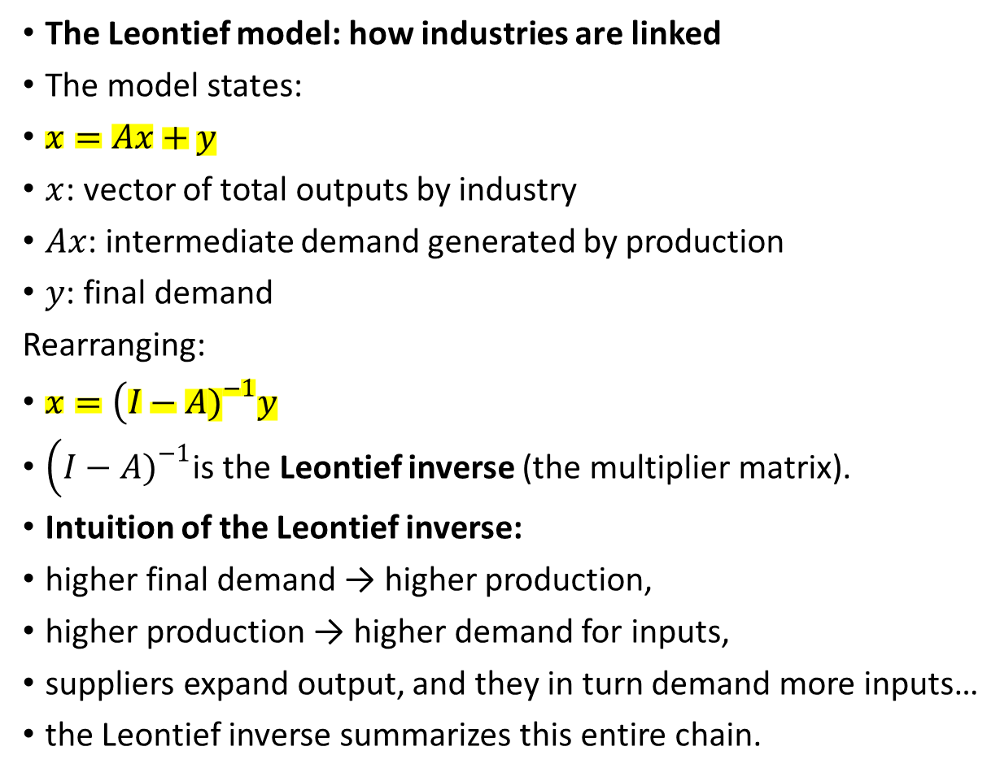 • The Leontief model: how industries are linked
• The model states:
• 𝑥 = 𝐴𝑥 + 𝑦
• 𝑥: vector of total outputs by industry
• 𝐴𝑥: intermediate demand generated by production
• 𝑦: final demand
Rearranging:
• 𝑥 = (𝐼 − 𝐴)⁻¹𝑦
• (𝐼 − 𝐴)⁻¹is the Leontief inverse (the multiplier matrix).
• Intuition of the Leontief inverse:
• higher final demand → higher production,
• higher production → higher demand for inputs,
• suppliers expand output, and they in turn demand more inputs…
• the Leontief inverse summarizes this entire chain.